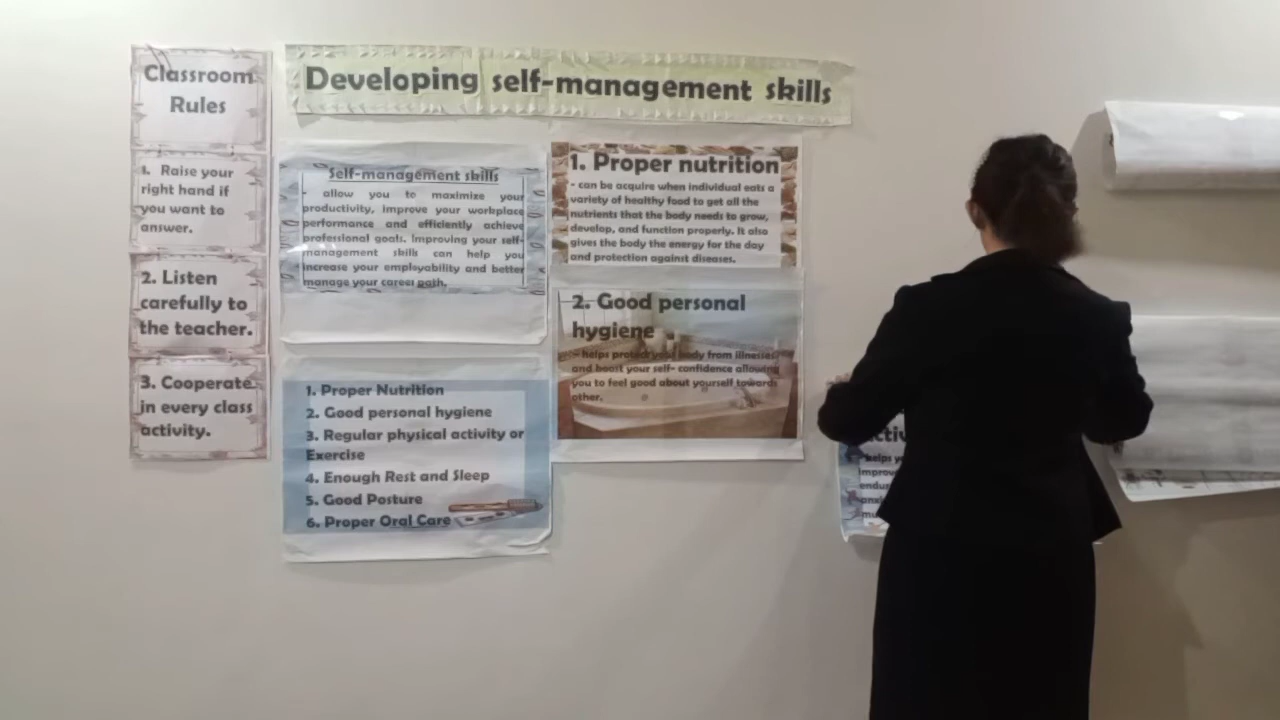 Classroom
Rules
1. Raise your
right hand if
you want to
answer.
2. Listen
carefully to
the teacher.
3. Cooperate
in every class
activity.
Developing self-management skills
Self-management skills
- allow you to maximize your
productivity, improve your workplace
performance and efficiently achieve
professional goals. Improving your self-
management skills can help you
increase your employability and better
manage your career path.
1. Proper Nutrition
2. Good personal hygiene
3. Regular physical activity or
Exercise
4. Enough Rest and Sleep
5. Good Posture
6. Proper Oral Care
1. Proper nutrition
- can be acquire when individual eats a
variety of healthy food to get all the
nutrients that the body needs to grow,
develop, and function properly. It also
gives the body the energy for the day
and protection against diseases.
2. Good personal
hygiene
- helps protect your body from illnesses
and boost your self- confidence allowing
you to feel good about yourself towards
other.
helps